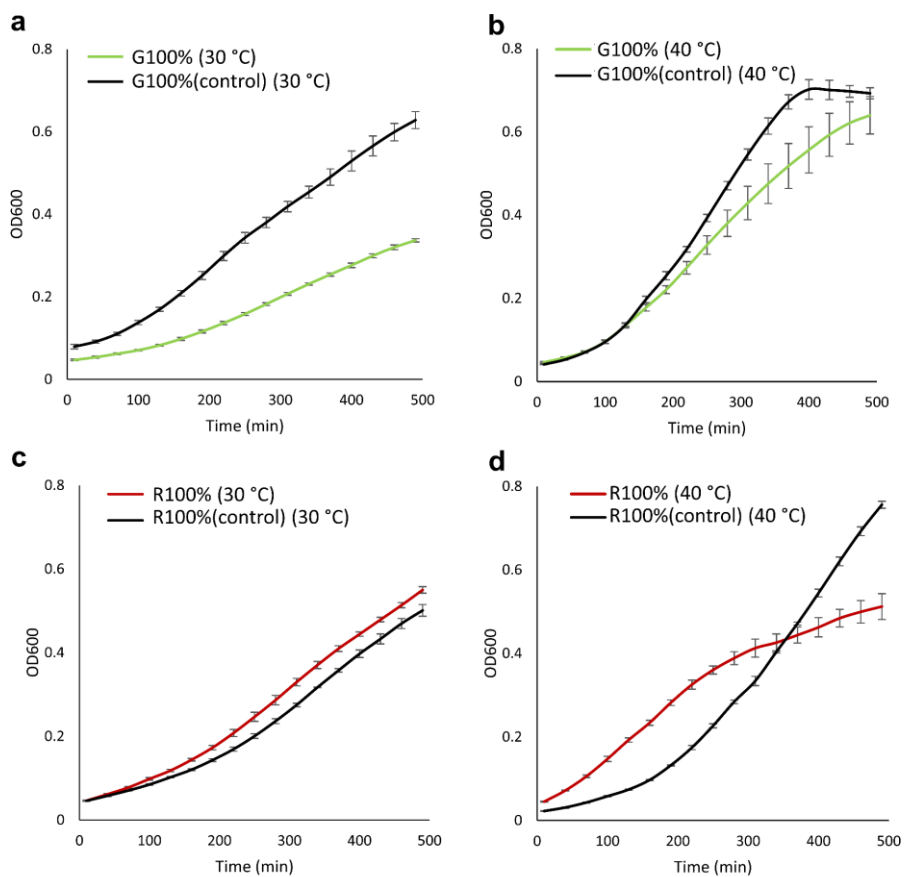 a
G100% (30 °C)
G100%(control) (30 °C)
0.8
0.6
0.4
0.2
0
OD600
0 100 200 300 400 500
Time (min)
b
G100% (40 °C)
G100%(control) (40 °C)
0.8
0.6
0.4
0.2
0
OD600
0 100 200 300 400 500
Time (min)
c
R100% (30 °C)
R100%(control) (30 °C)
0.8
0.6
0.4
0.2
0
OD600
0 100 200 300 400 500
Time (min)
d
R100% (40 °C)
R100%(control) (40 °C)
0.8
0.6
0.4
0.2
0
OD600
0 100 200 300 400 500
Time (min)